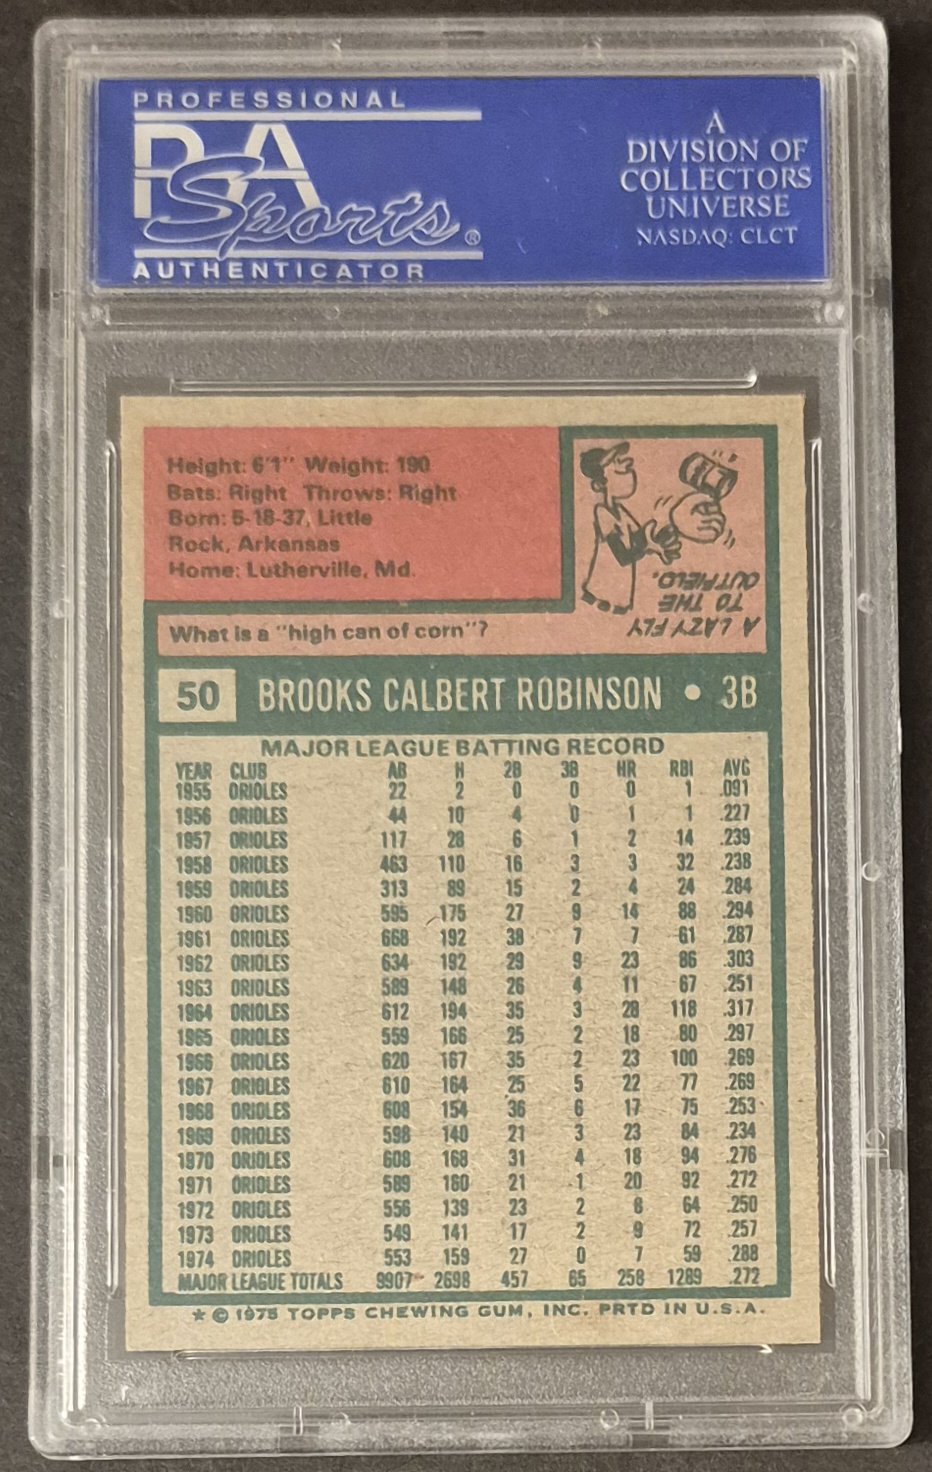 PROFESSIONAL
PSA
Sports®
AUTHENTICATOR
A
DIVISION OF
COLLECTORS
UNIVERSE
NASDAQ: CLCT
Height: 6'1" Weight: 190
Bats: Right Throws: Right
Born: 5-18-37, Little
Rock, Arkansas
Home: Lutherville, Md.
What is a "high can of corn"?
A LAZY FLY
TO THE
OUTFIELD.
50 BROOKS CALBERT ROBINSON • 3B
MAJOR LEAGUE BATTING RECORD
YEAR CLUB AB H 2B 3B HR RBI AVG
1955 ORIOLES 22 2 0 0 0 1 .091
1956 ORIOLES 44 10 4 0 1 1 .227
1957 ORIOLES 117 28 6 1 2 14 .239
1958 ORIOLES 463 110 16 3 3 32 .238
1959 ORIOLES 313 89 15 2 4 24 .284
1960 ORIOLES 595 175 27 9 14 88 .294
1961 ORIOLES 668 192 38 7 7 61 .287
1962 ORIOLES 634 192 29 9 23 86 .303
1963 ORIOLES 589 148 26 4 11 67 .251
1964 ORIOLES 612 194 35 3 28 118 .317
1965 ORIOLES 559 166 25 2 18 80 .297
1966 ORIOLES 620 167 35 2 23 100 .269
1967 ORIOLES 610 164 25 5 22 77 .269
1968 ORIOLES 608 154 36 6 17 75 .253
1969 ORIOLES 598 140 21 3 23 84 .234
1970 ORIOLES 608 168 31 4 18 94 .276
1971 ORIOLES 589 160 21 1 20 92 .272
1972 ORIOLES 556 139 23 2 8 64 .250
1973 ORIOLES 549 141 17 2 9 72 .257
1974 ORIOLES 553 159 27 0 7 59 .288
MAJOR LEAGUE TOTALS 9907 2698 457 65 258 1289 .272
★ © 1975 TOPPS CHEWING GUM, INC. PRTD IN U.S.A.